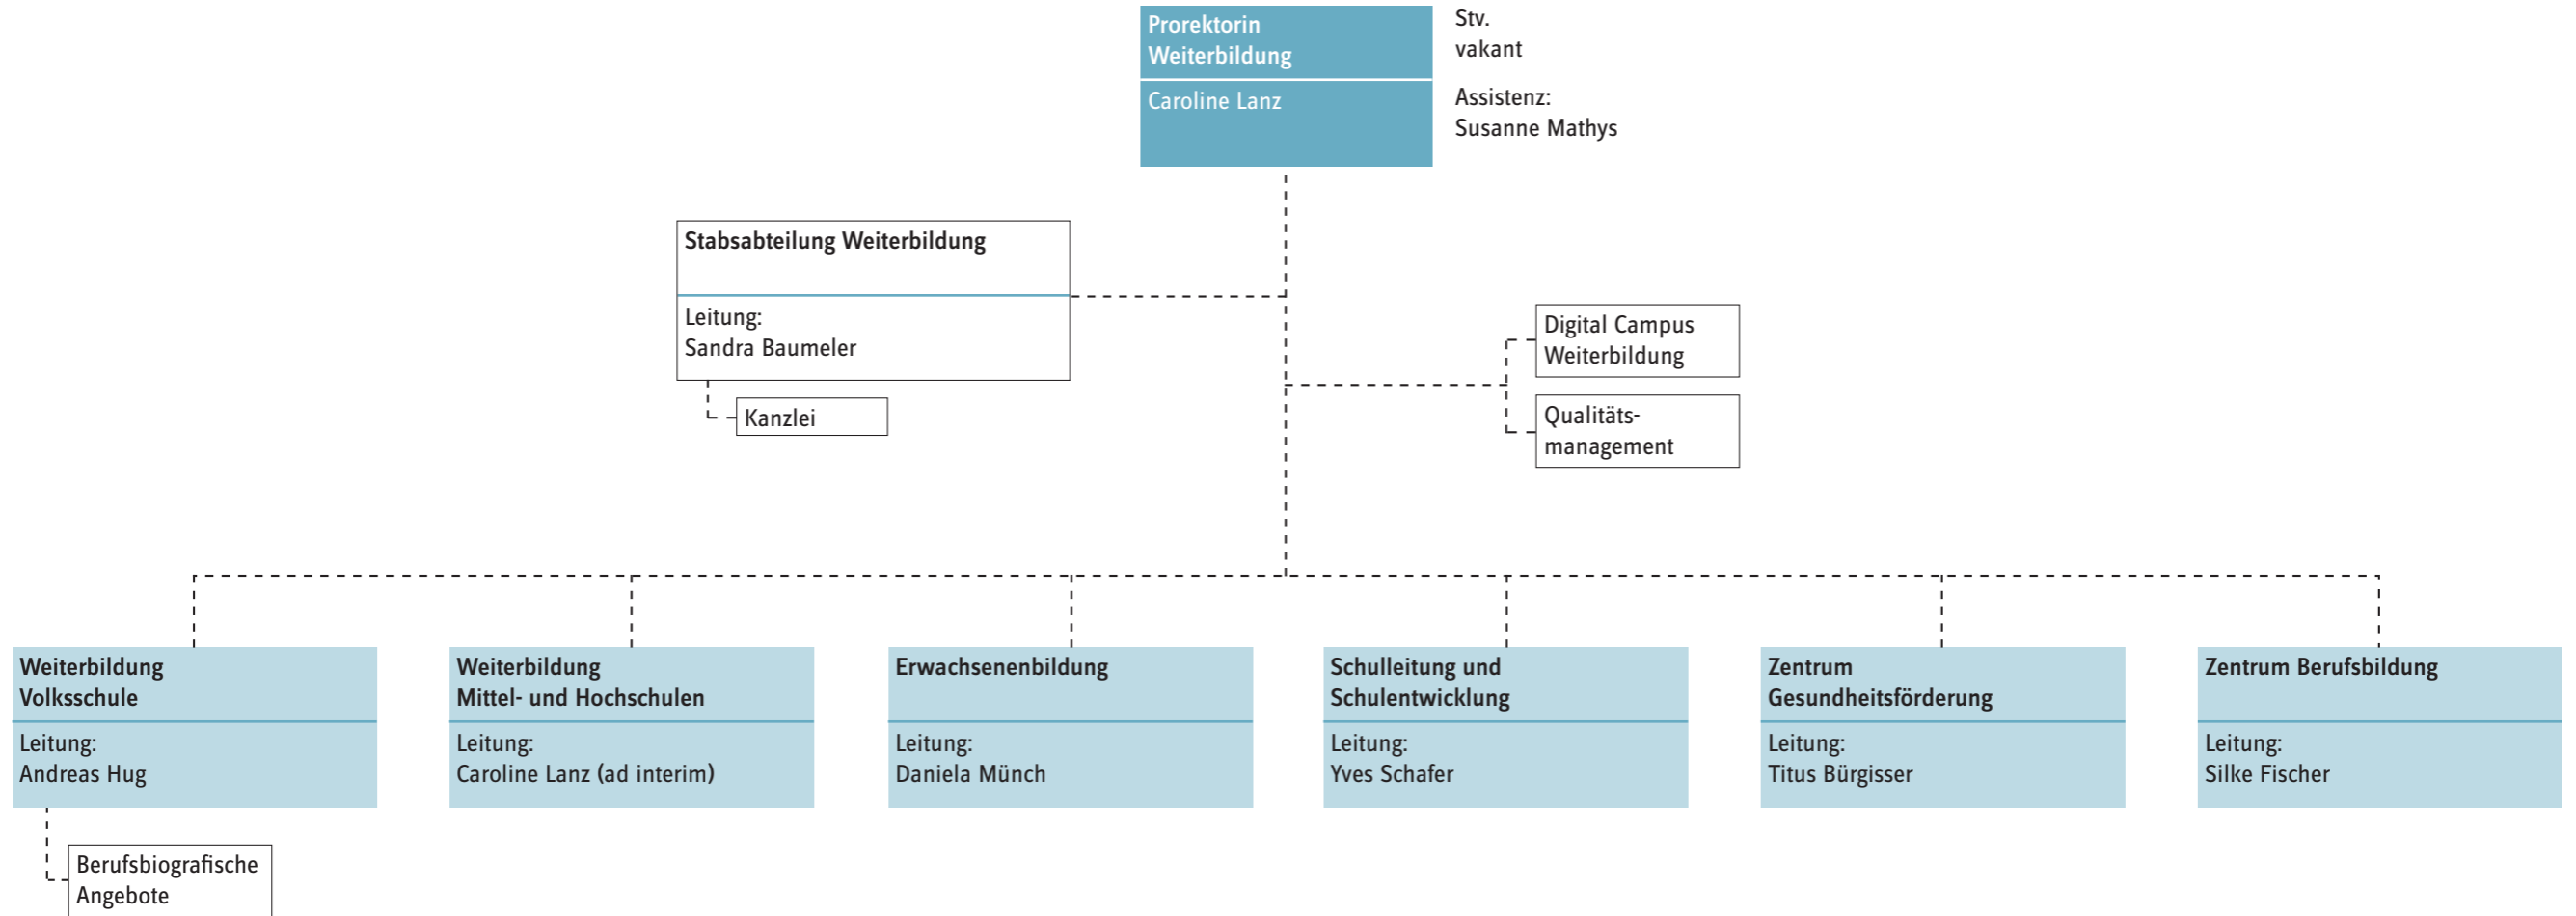 Prorektorin
Weiterbildung
Caroline Lanz
Stv.
vakant
Assistenz:
Susanne Mathys
Stabsabteilung Weiterbildung
Leitung:
Sandra Baumeler
Kanzlei
Digital Campus
Weiterbildung
Qualitäts-
management
Weiterbildung
Volksschule
Leitung:
Andreas Hug
Berufsbiografische
Angebote
Weiterbildung
Mittel- und Hochschulen
Leitung:
Caroline Lanz (ad interim)
Erwachsenenbildung
Leitung:
Daniela Münch
Schulleitung und
Schulentwicklung
Leitung:
Yves Schafer
Zentrum
Gesundheitsförderung
Leitung:
Titus Bürgisser
Zentrum Berufsbildung
Leitung:
Silke Fischer